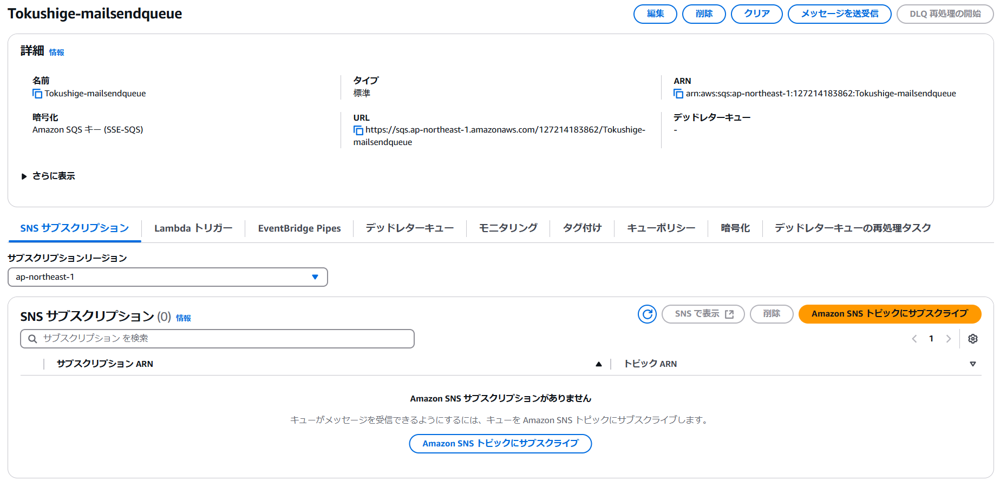 Tokushige-mailsendqueue
編集
削除
クリア
メッセージを送受信
DLQ 再処理の開始
詳細 情報
名前
Tokushige-mailsendqueue
タイプ
標準
ARN
arn:aws:sqs:ap-northeast-1:127214183862:Tokushige-mailsendqueue
暗号化
Amazon SQS キー (SSE-SQS)
URL
https://sqs.ap-northeast-1.amazonaws.com/127214183862/Tokushige-
mailsendqueue
デッドレターキュー
-
さらに表示
SNS サブスクリプション
Lambda トリガー
EventBridge Pipes
デッドレターキュー
モニタリング
タグ付け
キューポリシー
暗号化
デッドレターキューの再処理タスク
サブスクリプションリージョン
ap-northeast-1
SNS サブスクリプション (0) 情報
SNS で表示
削除
Amazon SNS トピックにサブスクライブ
サブスクリプション を検索
1
サブスクリプション ARN
トピック ARN
Amazon SNS サブスクリプションがありません
キューがメッセージを受信できるようにするには、キューを Amazon SNS トピックにサブスクライブします。
Amazon SNS トピックにサブスクライブ